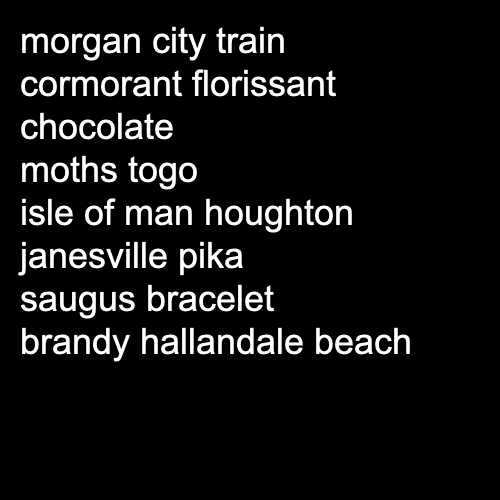 morgan city train
cormorant florissant
chocolate
moths togo
isle of man houghton
janesville pika
saugus bracelet
brandy hallandale beach